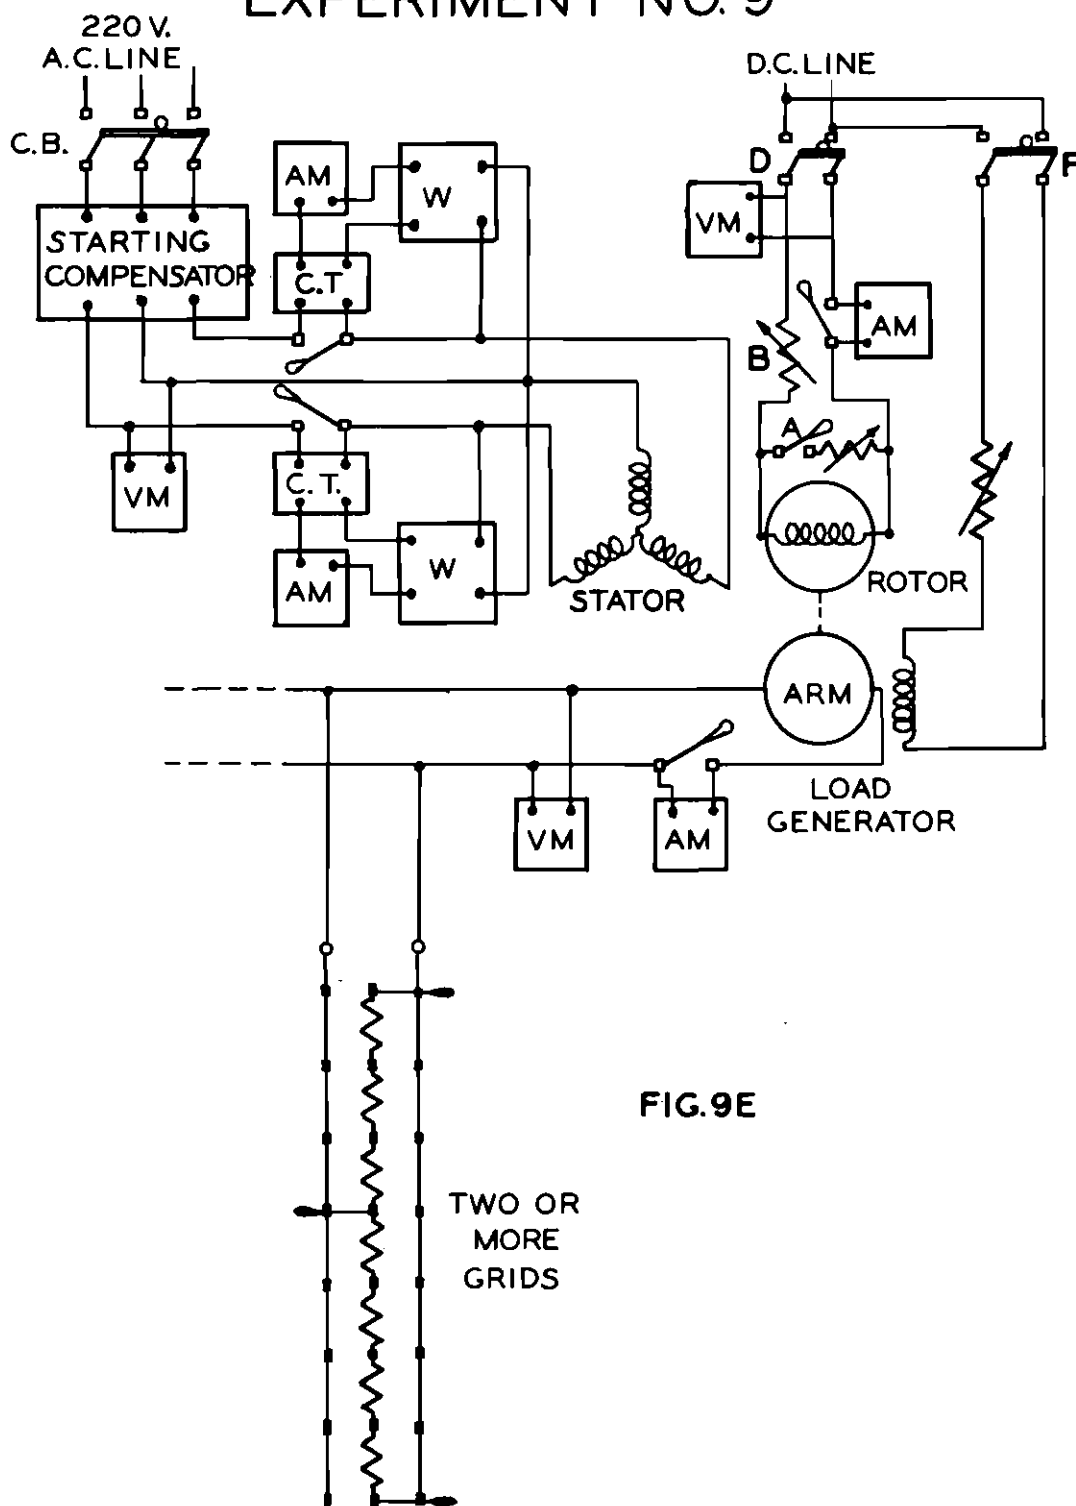 EXPERIMENT NO. 9
220 V.
A.C. LINE
C.B.
STARTING
COMPENSATOR
AM
W
C.T
VM
C.T.
AM
W
STATOR
D.C. LINE
D
F
VM
AM
B
A
ROTOR
ARM
LOAD
GENERATOR
VM
AM
FIG. 9E
TWO OR
MORE
GRIDS